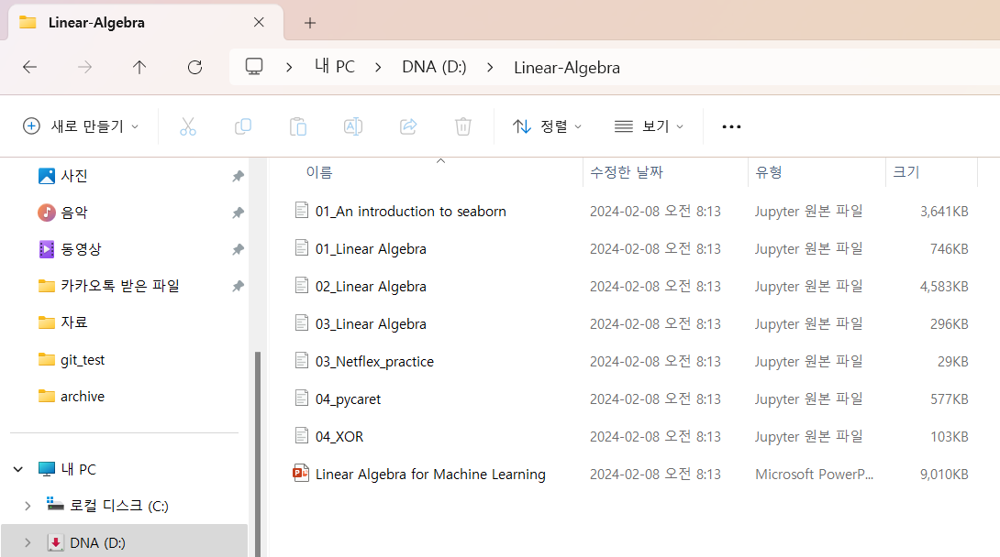 Linear-Algebra
내 PC > DNA (D:) > Linear-Algebra
새로 만들기 정렬 보기
이름 수정한 날짜 유형 크기
사진
음악
동영상
카카오톡 받은 파일
자료
git_test
archive
내 PC
로컬 디스크 (C:)
DNA (D:)
01_An introduction to seaborn 2024-02-08 오전 8:13 Jupyter 원본 파일 3,641KB
01_Linear Algebra 2024-02-08 오전 8:13 Jupyter 원본 파일 746KB
02_Linear Algebra 2024-02-08 오전 8:13 Jupyter 원본 파일 4,583KB
03_Linear Algebra 2024-02-08 오전 8:13 Jupyter 원본 파일 296KB
03_Netflex_practice 2024-02-08 오전 8:13 Jupyter 원본 파일 29KB
04_pycaret 2024-02-08 오전 8:13 Jupyter 원본 파일 577KB
04_XOR 2024-02-08 오전 8:13 Jupyter 원본 파일 103KB
Linear Algebra for Machine Learning 2024-02-08 오전 8:13 Microsoft PowerP... 9,010KB